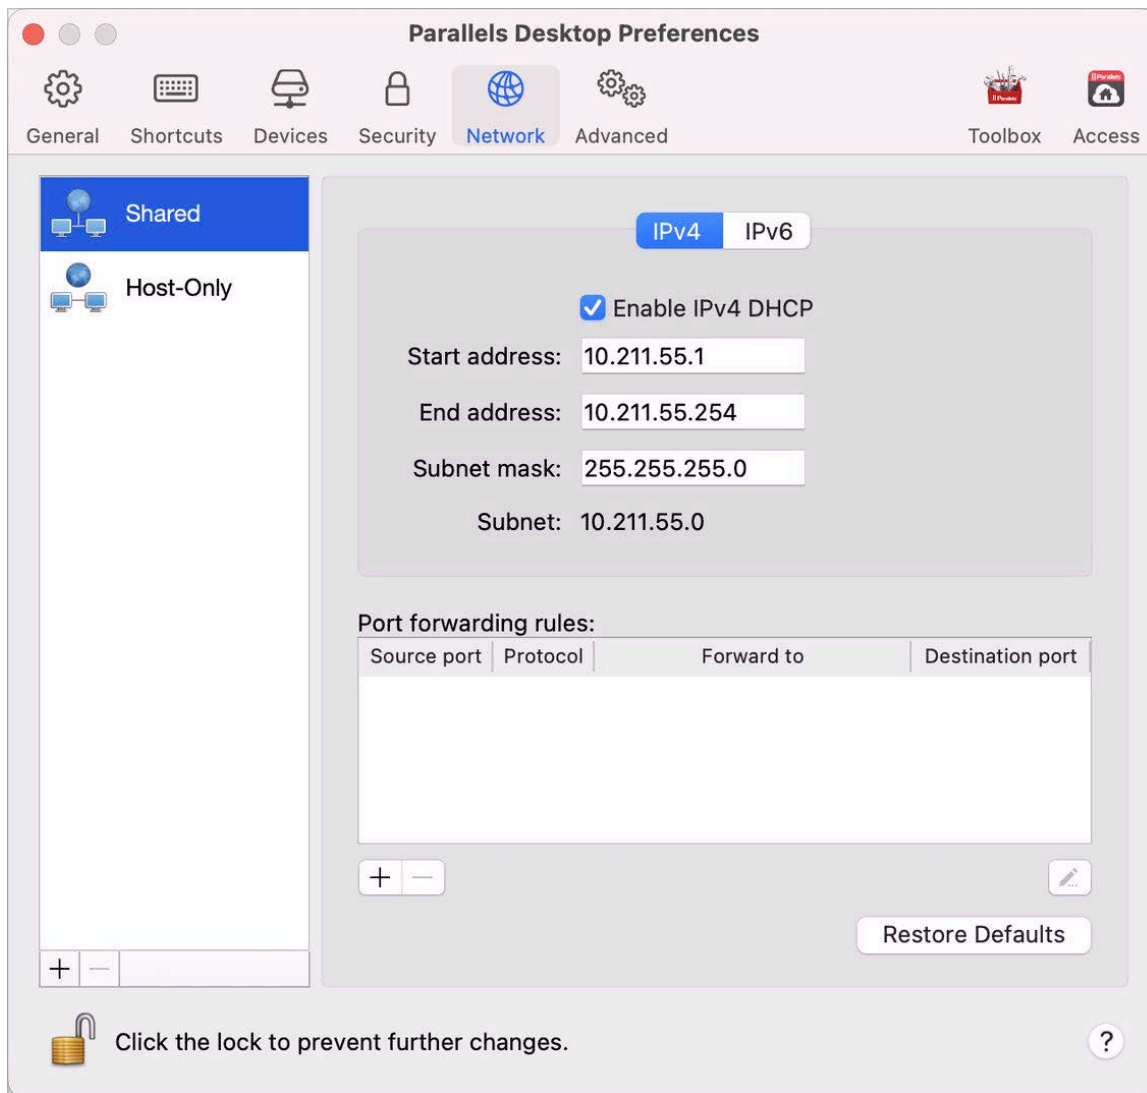 Parallels Desktop Preferences
General Shortcuts Devices Security Network Advanced Toolbox Access
Shared
Host-Only
IPv4 IPv6
Enable IPv4 DHCP
Start address: 10.211.55.1
End address: 10.211.55.254
Subnet mask: 255.255.255.0
Subnet: 10.211.55.0
Port forwarding rules:
Source port Protocol Forward to Destination port
Restore Defaults
Click the lock to prevent further changes.
?